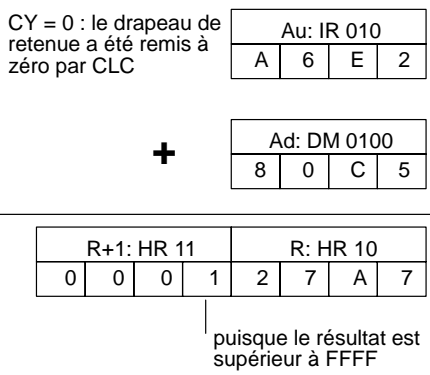 CY = 0 : le drapeau de
retenue a été remis à
zéro par CLC
Au: IR 010
A 6 E 2
+
Ad: DM 0100
8 0 C 5
R+1: HR 11 R: HR 10
0 0 0 1 2 7 A 7
puisque le résultat est
supérieur à FFFF